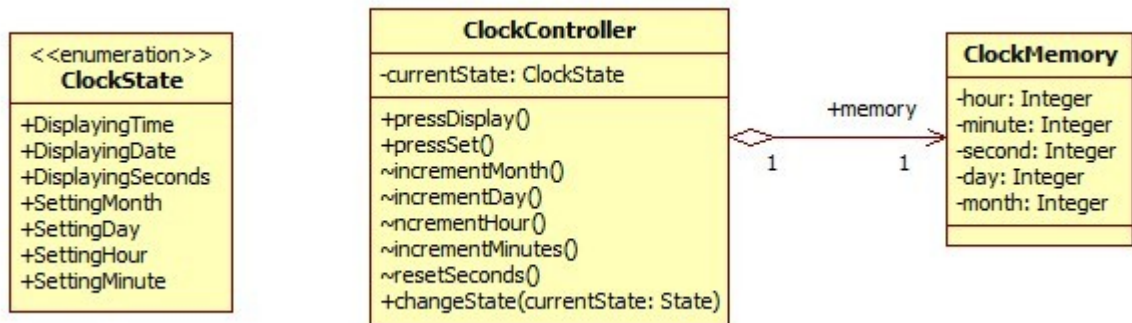 <<enumeration>>
ClockState
+DisplayingTime
+DisplayingDate
+DisplayingSeconds
+SettingMonth
+SettingDay
+SettingHour
+SettingMinute
ClockController
-currentState: ClockState
+pressDisplay()
+pressSet()
~incrementMonth()
~incrementDay()
~ncrementHour()
~incrementMinutes()
~resetSeconds()
+changeState(currentState: State)
+memory
1
1
ClockMemory
-hour: Integer
-minute: Integer
-second: Integer
-day: Integer
-month: Integer